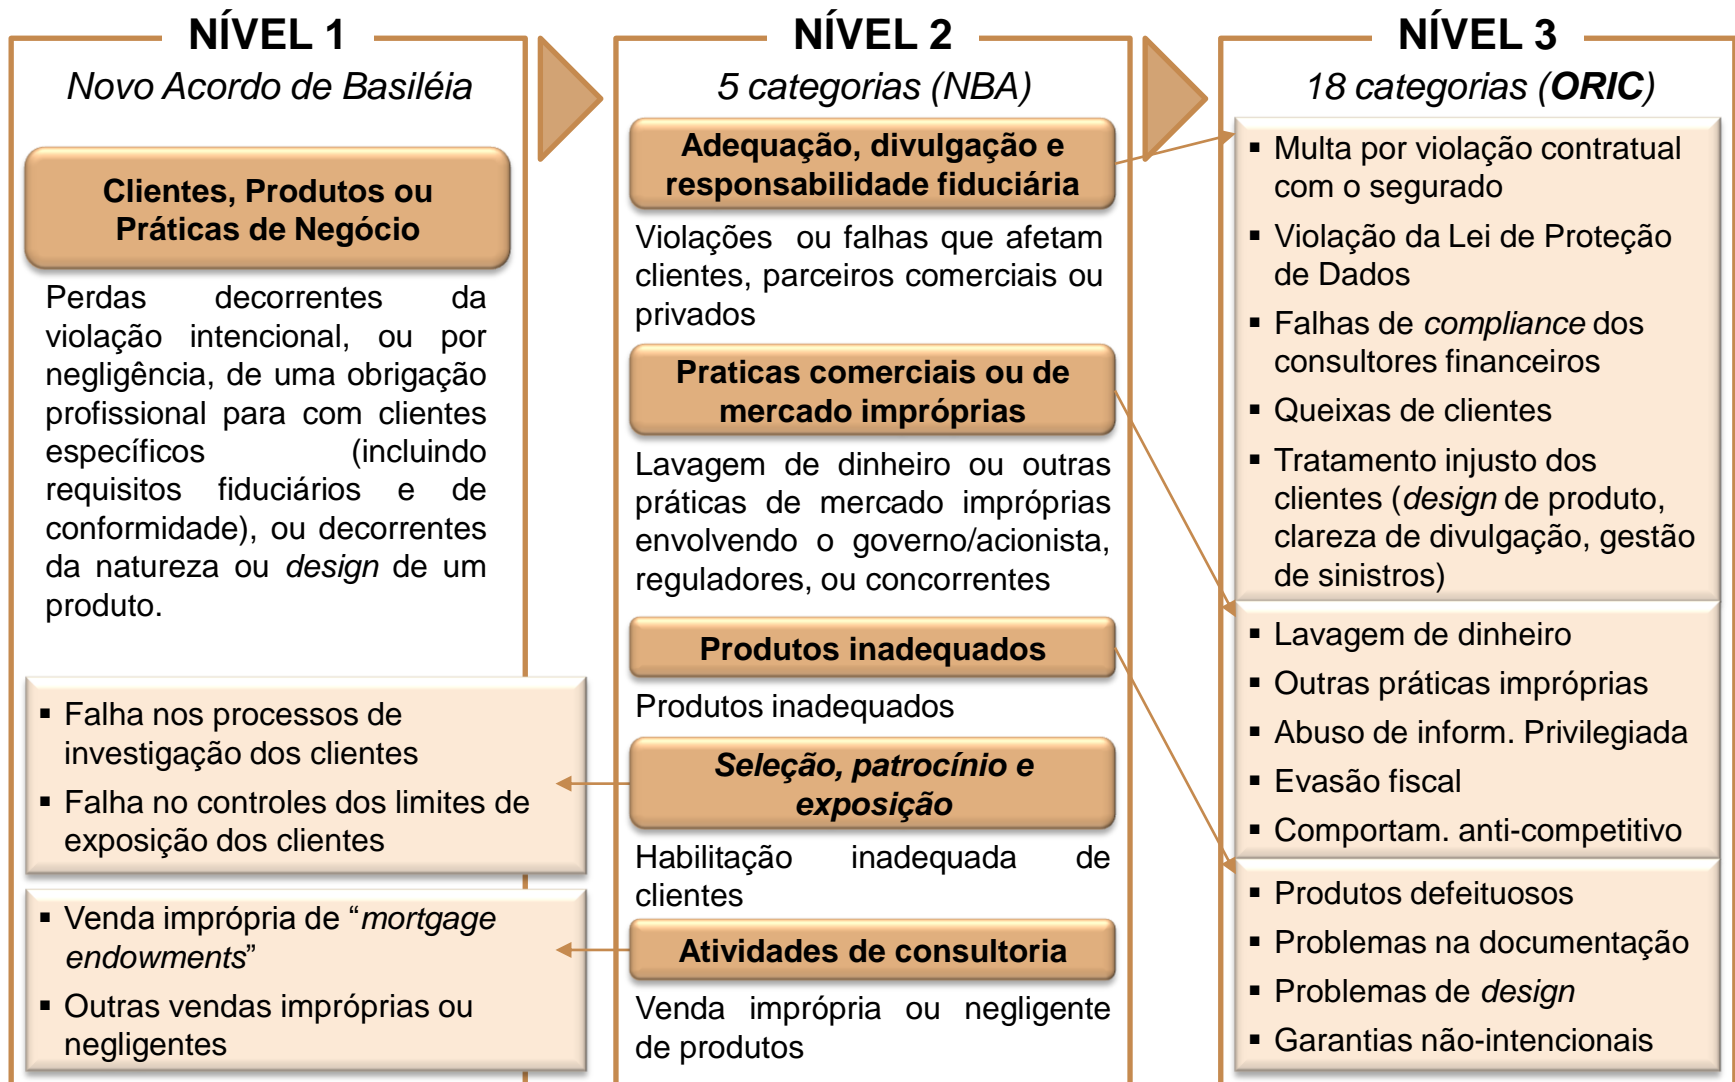 NÍVEL 1
Novo Acordo de Basiléia
Clientes, Produtos ou
Práticas de Negócio
Perdas decorrentes da
violação intencional, ou por
negligência, de uma obrigação
profissional para com clientes
específicos (incluindo
requisitos fiduciários e de
conformidade), ou decorrentes
da natureza ou design de um
produto.
▪ Falha nos processos de
investigação dos clientes
▪ Falha no controles dos limites de
exposição dos clientes
▪ Venda imprópria de “mortgage
endowments”
▪ Outras vendas impróprias ou
negligentes
NÍVEL 2
5 categorias (NBA)
Adequação, divulgação e
responsabilidade fiduciária
Violações ou falhas que afetam
clientes, parceiros comerciais ou
privados
Praticas comerciais ou de
mercado impróprias
Lavagem de dinheiro ou outras
práticas de mercado impróprias
envolvendo o governo/acionista,
reguladores, ou concorrentes
Produtos inadequados
Produtos inadequados
Seleção, patrocínio e
exposição
Habilitação inadequada de
clientes
Atividades de consultoria
Venda imprópria ou negligente
de produtos
NÍVEL 3
18 categorias (ORIC)
▪ Multa por violação contratual
com o segurado
▪ Violação da Lei de Proteção
de Dados
▪ Falhas de compliance dos
consultores financeiros
▪ Queixas de clientes
▪ Tratamento injusto dos
clientes (design de produto,
clareza de divulgação, gestão
de sinistros)
▪ Lavagem de dinheiro
▪ Outras práticas impróprias
▪ Abuso de inform. Privilegiada
▪ Evasão fiscal
▪ Comportam. anti-competitivo
▪ Produtos defeituosos
▪ Problemas na documentação
▪ Problemas de design
▪ Garantias não-intencionais